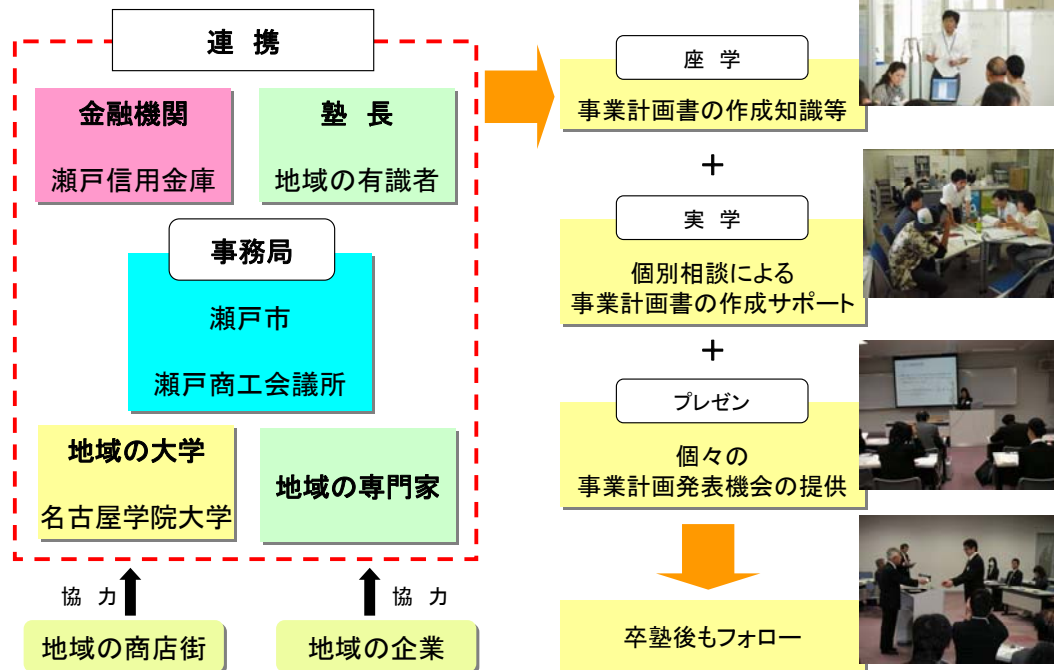 連 携
金融機関
瀬戸信用金庫
塾 長
地域の有識者
事務局
瀬戸市
瀬戸商工会議所
地域の大学
名古屋学院大学
地域の専門家
協 力
協 力
地域の商店街
地域の企業
座 学
事業計画書の作成知識等
+
実 学
個別相談による
事業計画書の作成サポート
+
プレゼン
個々の
事業計画発表機会の提供
卒塾後もフォロー